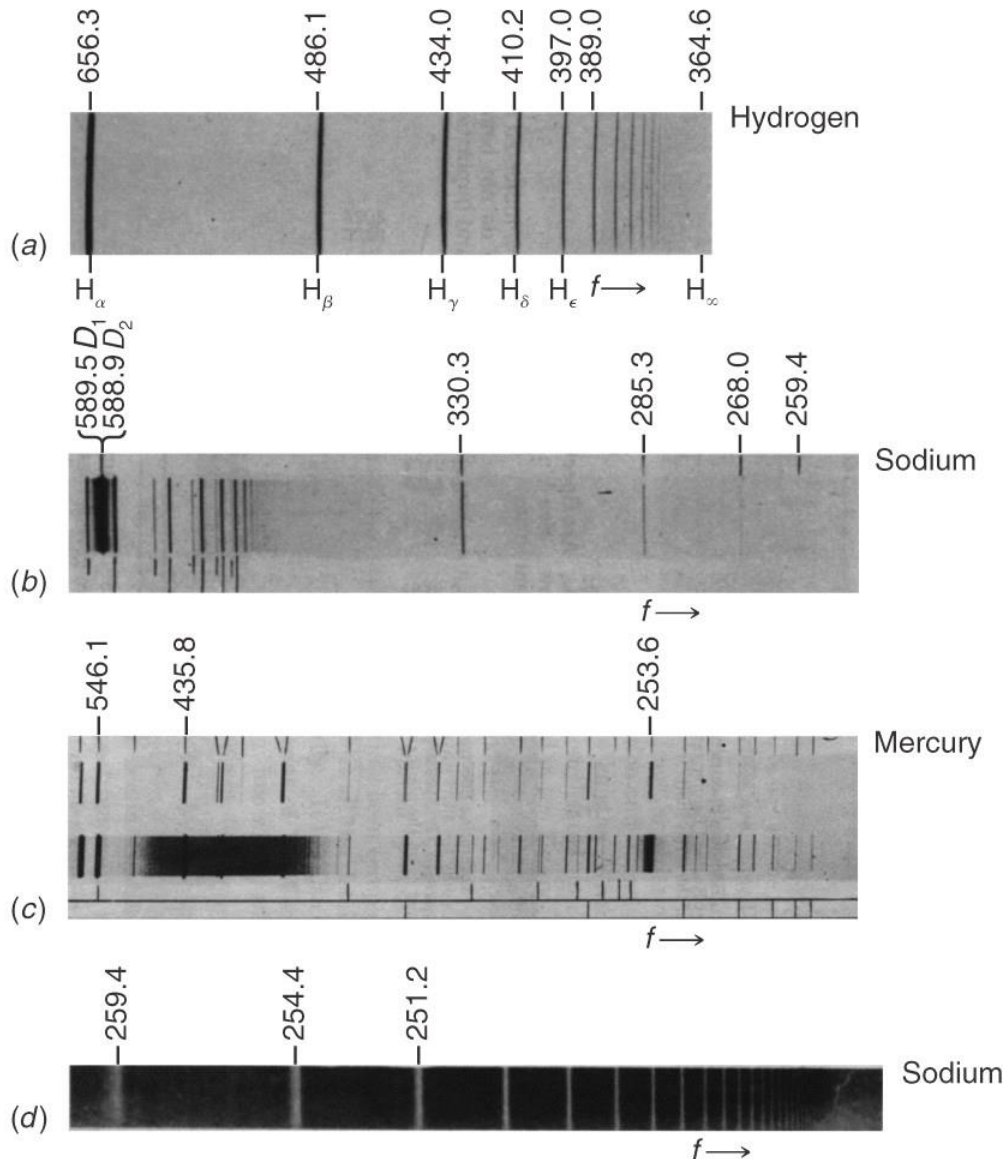 656.3 486.1 434.0 410.2 397.0 389.0 364.6
Hydrogen
(a)
Hα Hβ Hγ Hδ Hε f → H∞
589.5 D₁
588.9 D₂
330.3 285.3 268.0 259.4
Sodium
(b)
f →
546.1 435.8 253.6
Mercury
(c)
f →
259.4 254.4 251.2
Sodium
(d)
f →